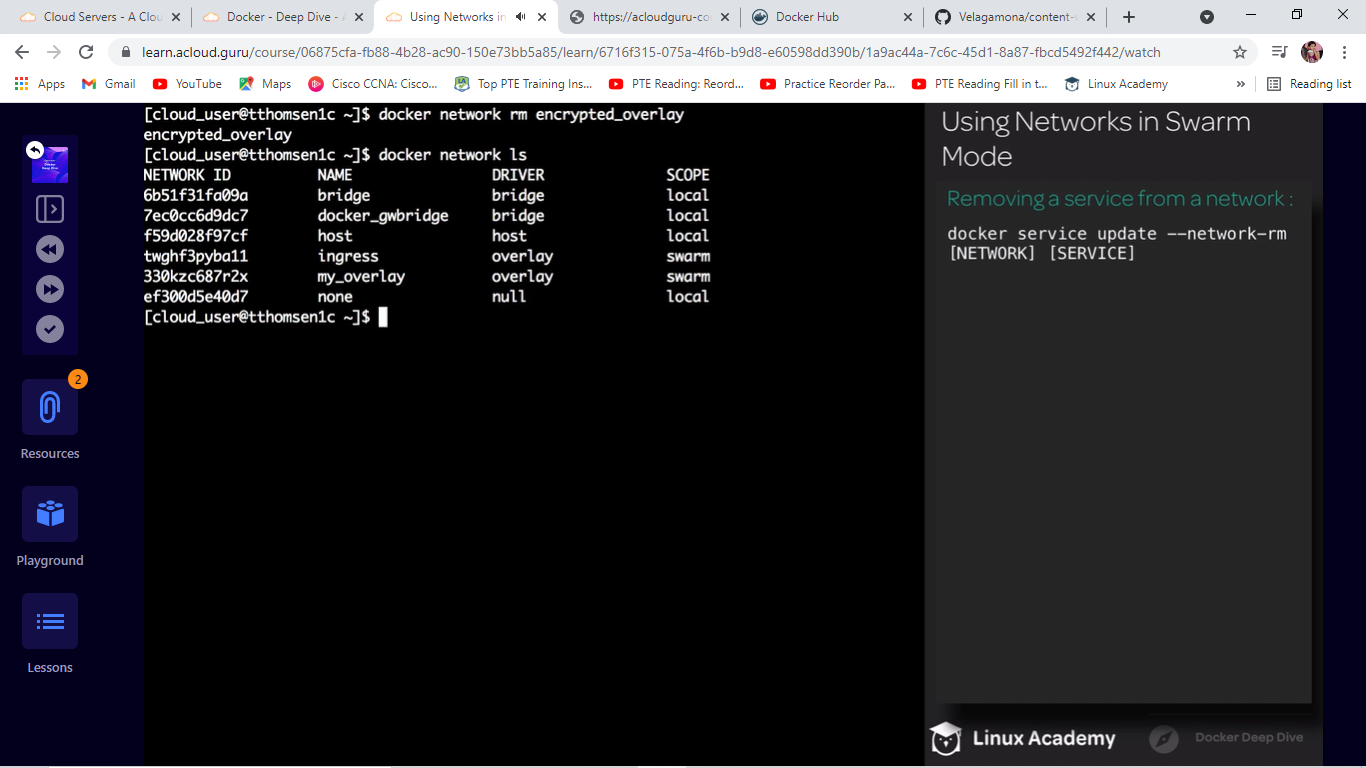 Cloud Servers - A Clou
Docker - Deep Dive - A
Using Networks in
https://acloudguru-co
Docker Hub
Velagamona/content-
learn.acloud.guru/course/06875cfa-fb88-4b28-ac90-150e73bb5a85/learn/6716f315-075a-4f6b-b9d8-e60598dd390b/1a9ac44a-7c6c-45d1-8a87-fbcd5492f442/watch
Apps
Gmail
YouTube
Maps
Cisco CCNA: Cisco...
Top PTE Training Ins...
PTE Reading: Reord...
Practice Reorder Pa...
PTE Reading Fill in t...
Linux Academy
»
Reading list
[cloud_user@tthomsen1c ~]$ docker network rm encrypted_overlay
encrypted_overlay
[cloud_user@tthomsen1c ~]$ docker network ls
NETWORK ID NAME DRIVER SCOPE
6b51f31fa09a bridge bridge local
7ec0cc6d9dc7 docker_gwbridge bridge local
f59d028f97cf host host local
twghf3pyba11 ingress overlay swarm
330kzc687r2x my_overlay overlay swarm
ef300d5e40d7 none null local
[cloud_user@tthomsen1c ~]$
2
Resources
Playground
Lessons
Using Networks in Swarm
Mode
Removing a service from a network :
docker service update --network-rm
[NETWORK] [SERVICE]
Linux Academy
Docker Deep Dive